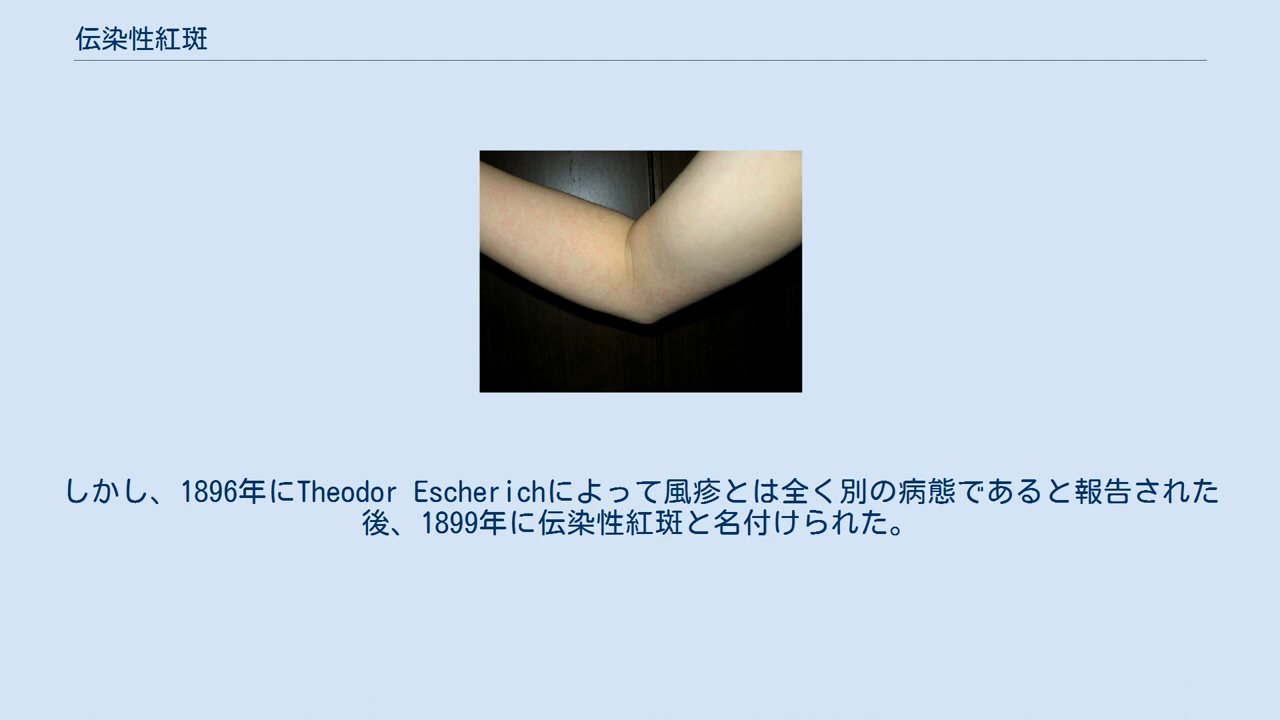 伝染性紅斑
しかし、1896年にTheodor Escherichによって風疹とは全く別の病態であると報告された
後、1899年に伝染性紅斑と名付けられた。